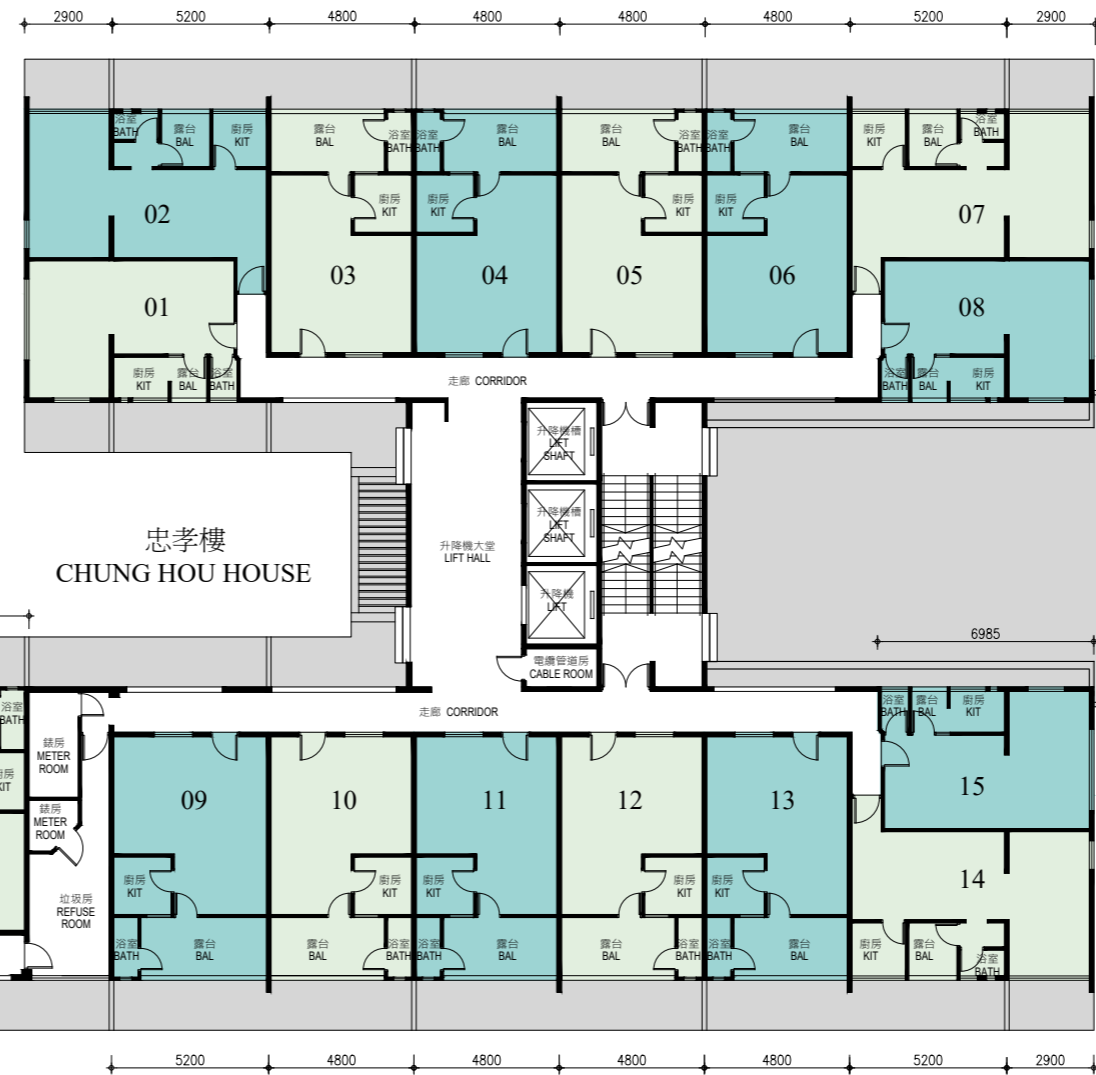 2900 5200 4800 4800 4800 4800 5200 2900
浴室
BATH
露台
BAL
廚房
KIT
02
露台
BAL
浴室
BATH
廚房
KIT
03
浴室
BATH
露台
BAL
廚房
KIT
04
露台
BAL
浴室
BATH
廚房
KIT
05
浴室
BATH
露台
BAL
廚房
KIT
06
廚房
KIT
露台
BAL
浴室
BATH
07
01
廚房
KIT
露台
BAL
浴室
BATH
08
浴室
BATH
露台
BAL
廚房
KIT
走廊 CORRIDOR
升降機槽
LIFT
SHAFT
升降機槽
LIFT
SHAFT
升降機
LIFT
升降機大堂
LIFT HALL
電纜管道房
CABLE ROOM
忠孝樓
CHUNG HOU HOUSE
6985
走廊 CORRIDOR
浴室
BATH
廚房
KIT
錶房
METER
ROOM
錶房
METER
ROOM
垃圾房
REFUSE
ROOM
09
廚房
KIT
浴室
BATH
露台
BAL
10
廚房
KIT
露台
BAL
浴室
BATH
11
廚房
KIT
浴室
BATH
露台
BAL
12
廚房
KIT
露台
BAL
浴室
BATH
13
廚房
KIT
浴室
BATH
露台
BAL
浴室
BATH
露台
BAL
廚房
KIT
15
14
廚房
KIT
露台
BAL
浴室
BATH
5200 4800 4800 4800 4800 5200 2900